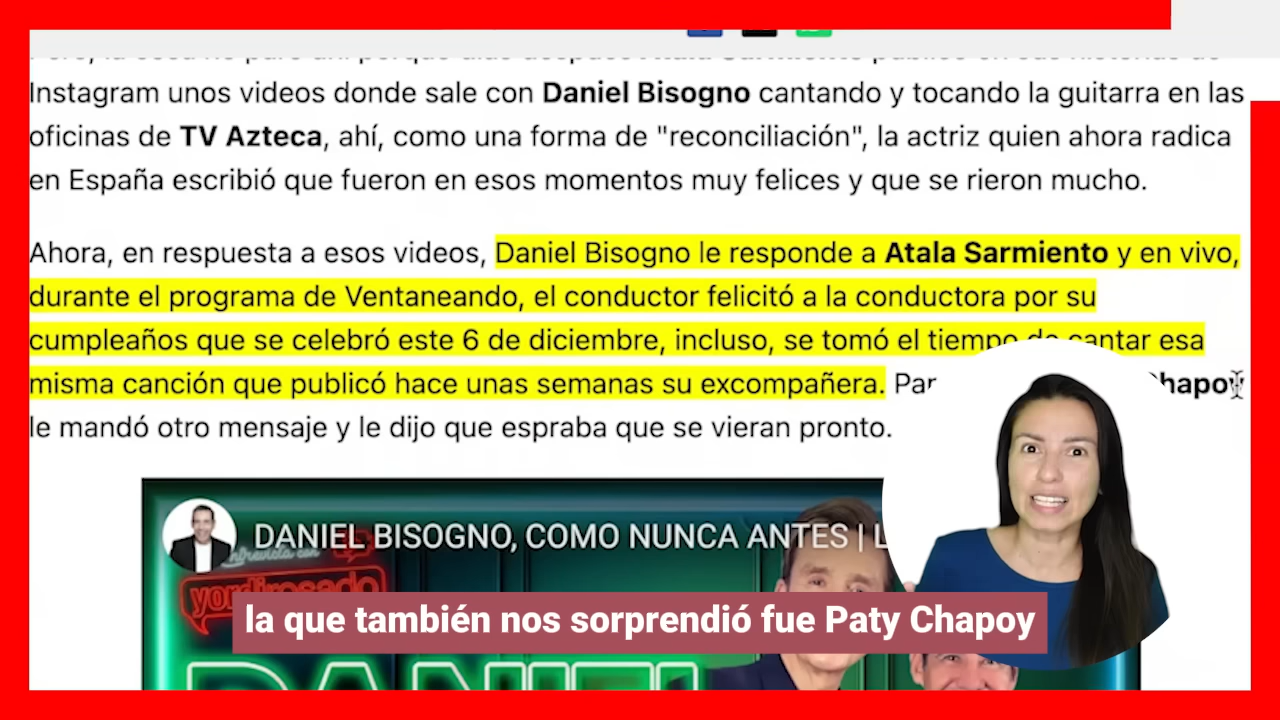 Instagram unos videos donde sale con Daniel Bisogno cantando y tocando la guitarra en las
oficinas de TV Azteca, ahí, como una forma de "reconciliación", la actriz quien ahora radica
en España escribió que fueron en esos momentos muy felices y que se rieron mucho.
Ahora, en respuesta a esos videos, Daniel Bisogno le responde a Atala Sarmiento y en vivo,
durante el programa de Ventaneando, el conductor felicitó a la conductora por su
cumpleaños que se celebró este 6 de diciembre, incluso, se tomó el tiempo de cantar esa
misma canción que publicó hace unas semanas su excompañera. Par Chapoy
le mandó otro mensaje y le dijo que espraba que se vieran pronto.
DANIEL BISOGNO, COMO NUNCA ANTES | L
yordirosado
la que también nos sorprendió fue Paty Chapoy
DANIEL